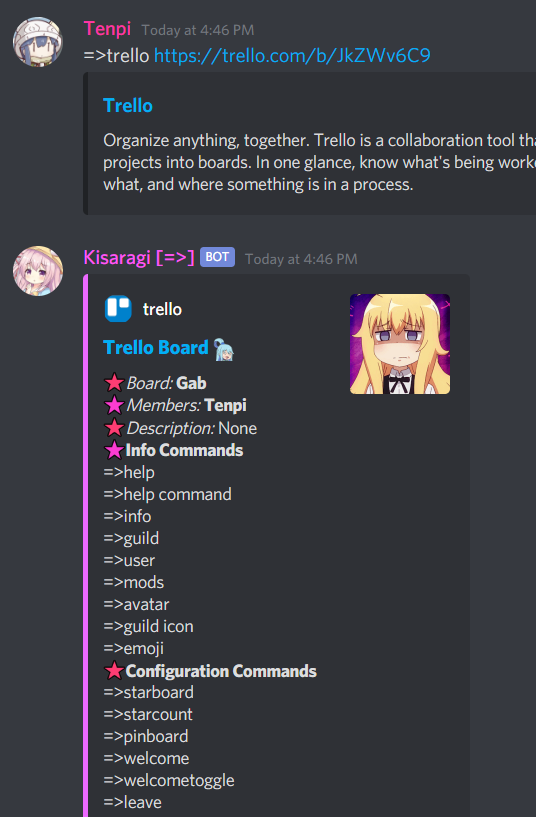 Tenpi Today at 4:46 PM
=>trello https://trello.com/b/JkZWv6C9
Trello
Organize anything, together. Trello is a collaboration tool
projects into boards. In one glance, know what's being
what, and where something is in a process.
Kisaragi [=>] BOT Today at 4:46 PM
trello
Trello Board
Board: Gab
Members: Tenpi
Description: None
Info Commands
=>help
=>help command
=>info
=>guild
=>user
=>mods
=>avatar
=>guild icon
=>emoji
Configuration Commands
=>starboard
=>starcount
=>pinboard
=>welcome
=>welcometoggle
=>leave